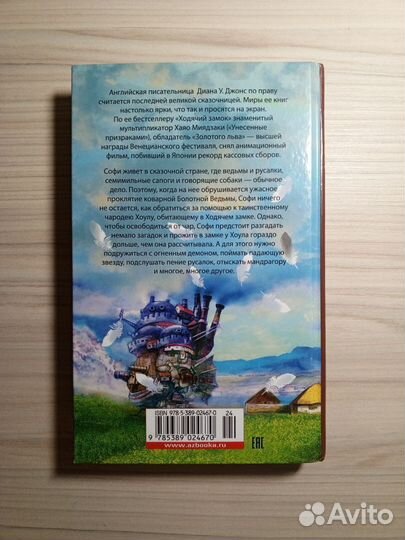 Английская писательница Диана У. Джонс по праву
считается последней великой сказочницей. Миры ее книг
настолько ярки, что так и просятся на экран.
По ее бестселлеру «Ходячий замок» знаменитый
мультипликатор Хаяо Миядзаки («Унесенные
призраками»), обладатель «Золотого льва» — высшей
награды Венецианского фестиваля, снял анимационный
фильм, побивший в Японии рекорд кассовых сборов.
Софи живет в сказочной стране, где ведьмы и русалки,
семимильные сапоги и говорящие собаки — обычное
дело. Поэтому, когда на нее обрушивается ужасное
проклятие коварной Болотной Ведьмы, Софи ничего
не остается, как обратиться за помощью к таинственному
чародею Хоулу, обитающему в Ходячем замке. Однако,
чтобы освободиться от чар, Софи предстоит разгадать
немало загадок и прожить в замке у Хоула гораздо
дольше, чем она рассчитывала. А для этого нужно
подружиться с огненным демоном, поймать падающую
звезду, подслушать пение русалок, отыскать мандрагору
и многое, многое другое.
ISBN 978-5-389-02467-0
24
9 785389 024670
www.azbooka.ru
EAC
Avito